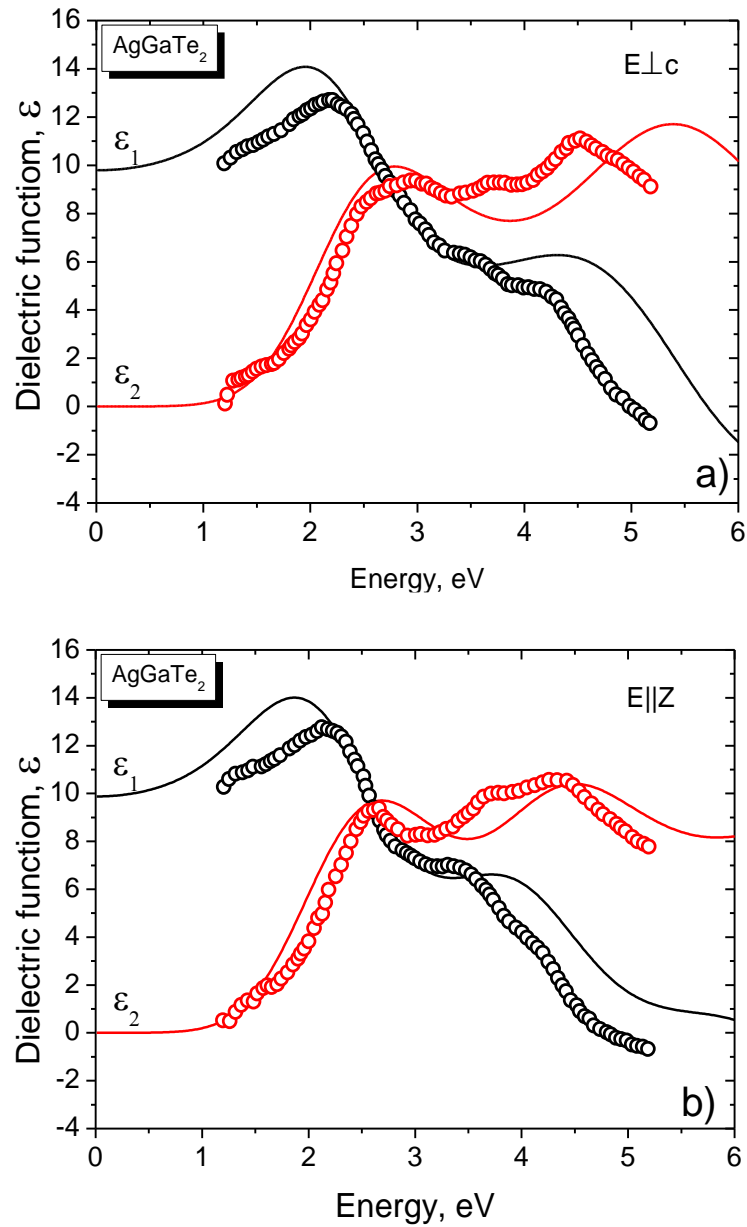 AgGaTe2
E⊥c
ε1
ε2
Dielectric functiom, ε
16
14
12
10
8
6
4
2
0
-2
-4
0 1 2 3 4 5 6
Energy, eV
a)
AgGaTe2
E||Z
ε1
ε2
Dielectric functiom, ε
16
14
12
10
8
6
4
2
0
-2
-4
0 1 2 3 4 5 6
Energy, eV
b)